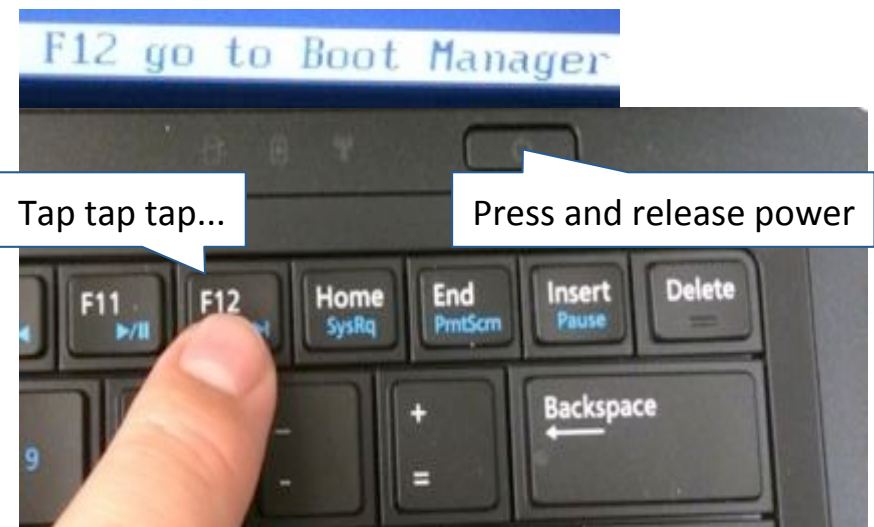 F12 go to Boot Manager
Tap tap tap...
Press and release power
F11
F12
Home
SysRq
End
PrntScrn
Insert
Pause
Delete
Backspace
9
+
=
-